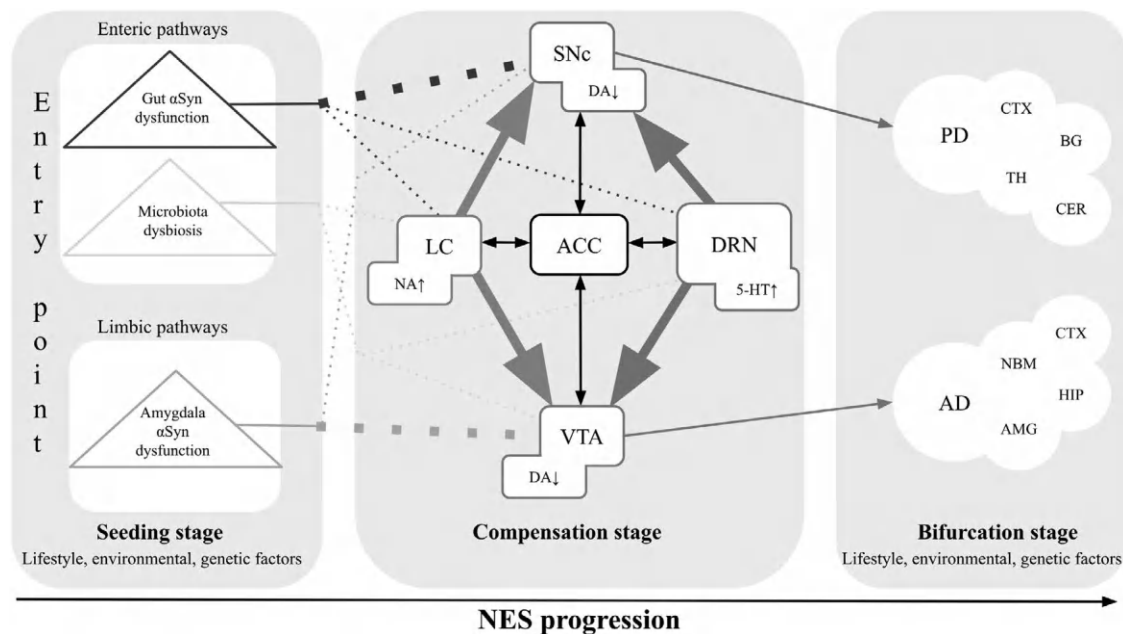 Entry point
Enteric pathways
Gut αSyn
dysfunction
Microbiota
dysbiosis
Limbic pathways
Amygdala
αSyn
dysfunction
Seeding stage
Lifestyle, environmental, genetic factors
SNc
DA↓
LC
NA↑
ACC
DRN
5-HT↑
VTA
DA↓
Compensation stage
PD
CTX
BG
TH
CER
AD
CTX
NBM
HIP
AMG
Bifurcation stage
Lifestyle, environmental, genetic factors
NES progression